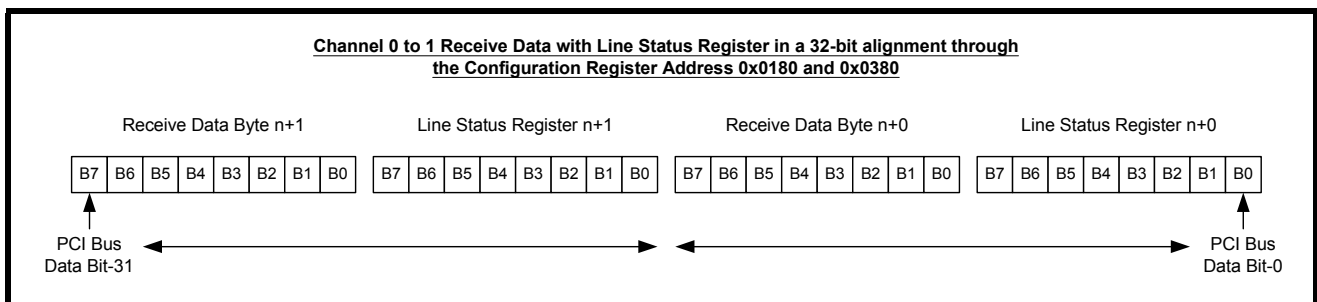 Channel 0 to 1 Receive Data with Line Status Register in a 32-bit alignment through
the Configuration Register Address 0x0180 and 0x0380
Receive Data Byte n+1 Line Status Register n+1 Receive Data Byte n+0 Line Status Register n+0
B7 B6 B5 B4 B3 B2 B1 B0 B7 B6 B5 B4 B3 B2 B1 B0 B7 B6 B5 B4 B3 B2 B1 B0 B7 B6 B5 B4 B3 B2 B1 B0
PCI Bus
Data Bit-31
PCI Bus
Data Bit-0